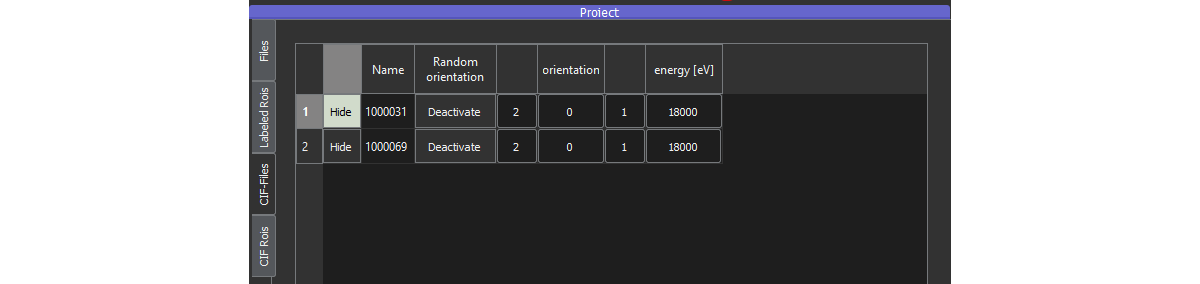 Project
Files
Labeled Rois
CIF-Files
CIF Rois
Name Random orientation orientation energy [eV]
1 Hide 1000031 Deactivate 2 0 1 18000
2 Hide 1000069 Deactivate 2 0 1 18000